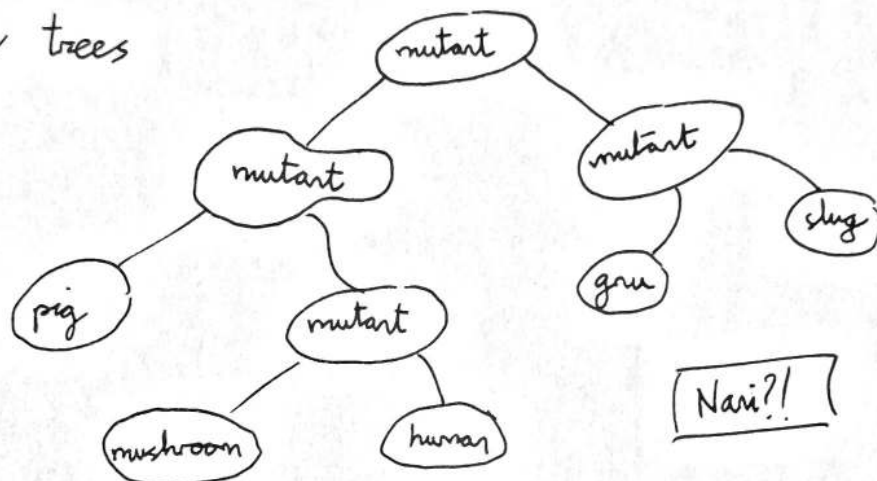 trees
mutant
mutant
mutant
slug
gnu
pig
mutant
Nani?!
mushroom
human